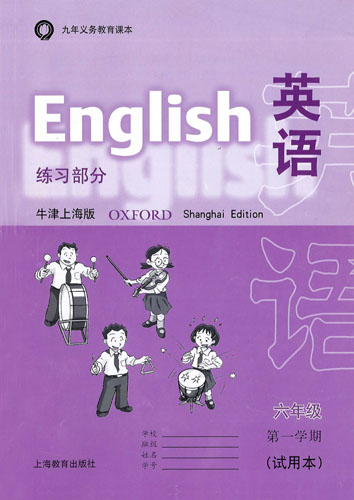 九年义务教育课本
English
英语
练习部分
牛津上海版 OXFORD Shanghai Edition
六年级
第一学期
(试用本)
学校
班级
姓名
学号
上海教育出版社